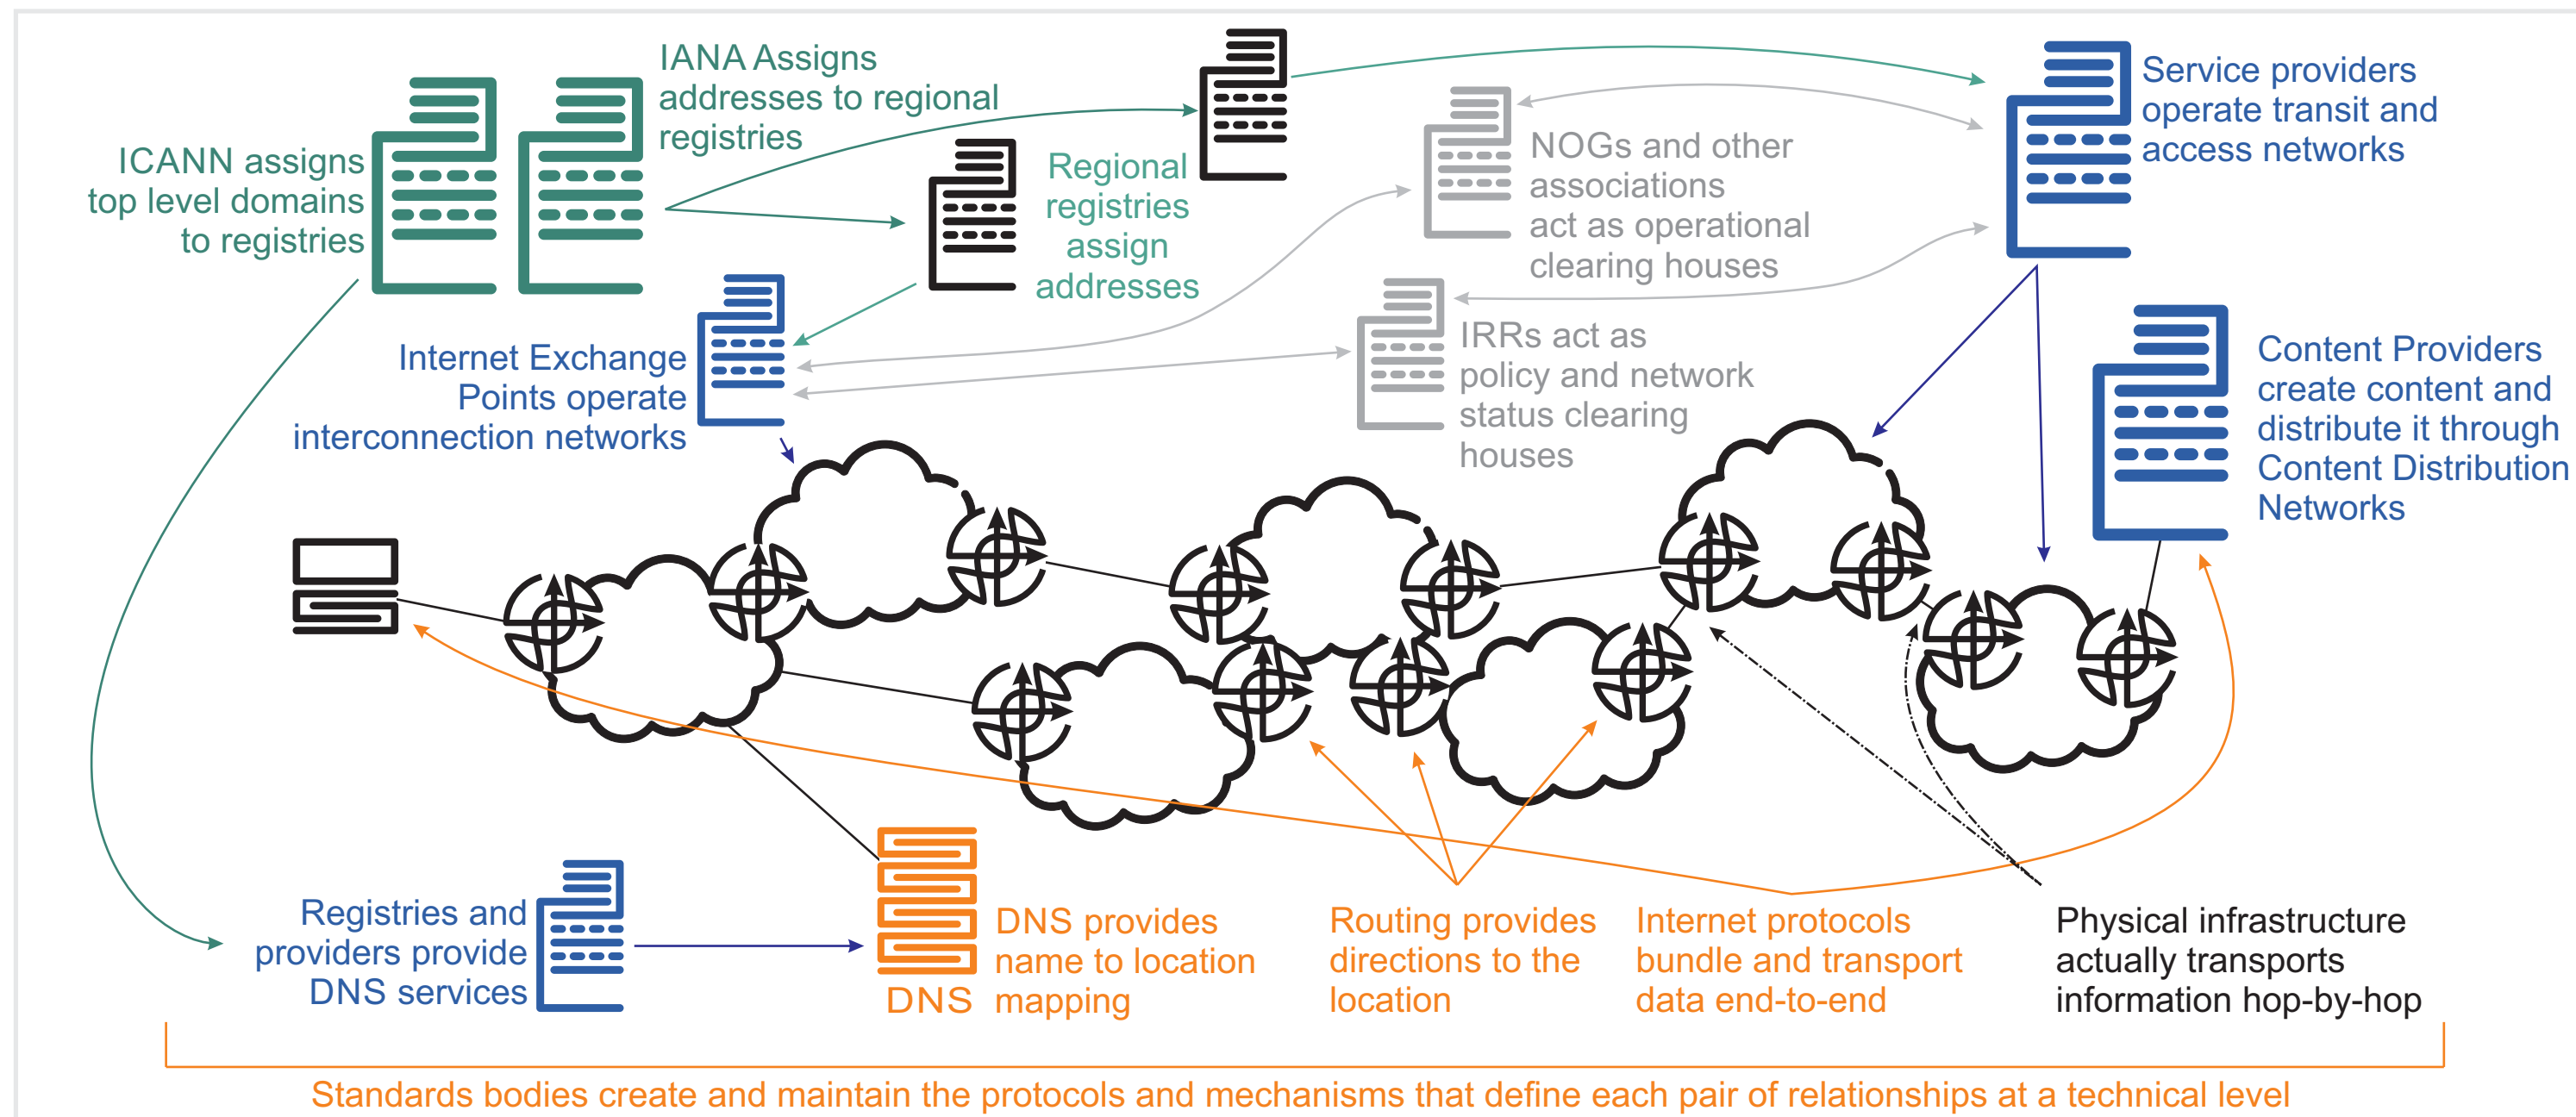 IANA Assigns
addresses to regional
registries
ICANN assigns
top level domains
to registries
Regional
registries
assign
addresses
NOGs and other
associations
act as operational
clearing houses
Service providers
operate transit and
access networks
Internet Exchange
Points operate
interconnection networks
IRRs act as
policy and network
status clearing
houses
Content Providers
create content and
distribute it through
Content Distribution
Networks
Registries and
providers provide
DNS services
DNS
DNS provides
name to location
mapping
Routing provides
directions to the
location
Internet protocols
bundle and transport
data end-to-end
Physical infrastructure
actually transports
information hop-by-hop
Standards bodies create and maintain the protocols and mechanisms that define each pair of relationships at a technical level